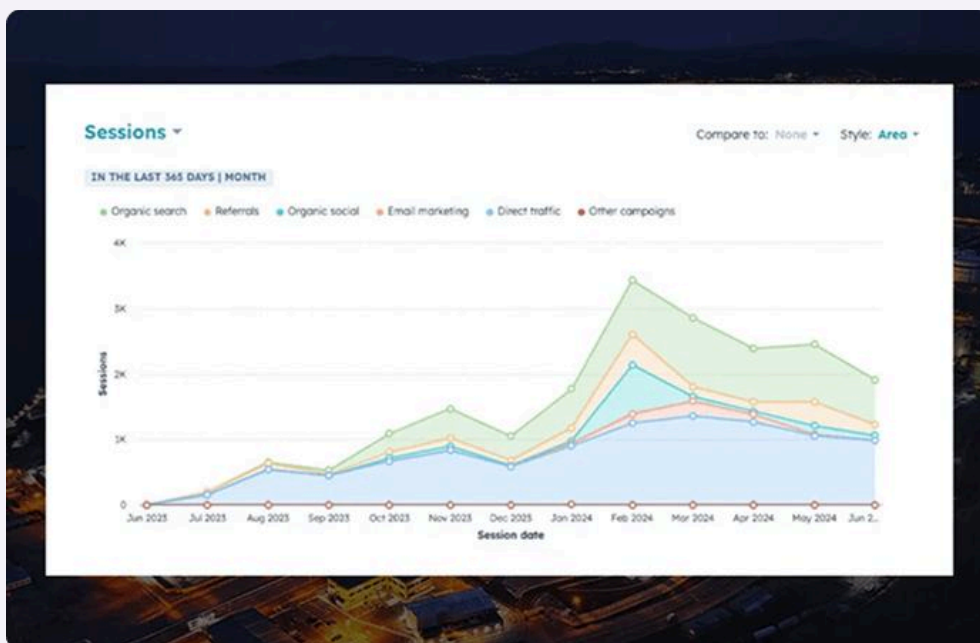 Sessions
Compare to: None Style: Area
IN THE LAST 365 DAYS | MONTH
Organic search Referrals Organic social Email marketing Direct traffic Other campaigns
4K
3K
2K
1K
0
Sessions
Jun 2023 Jul 2023 Aug 2023 Sep 2023 Oct 2023 Nov 2023 Dec 2023 Jan 2024 Feb 2024 Mar 2024 Apr 2024 May 2024 Jun 2...
Session date